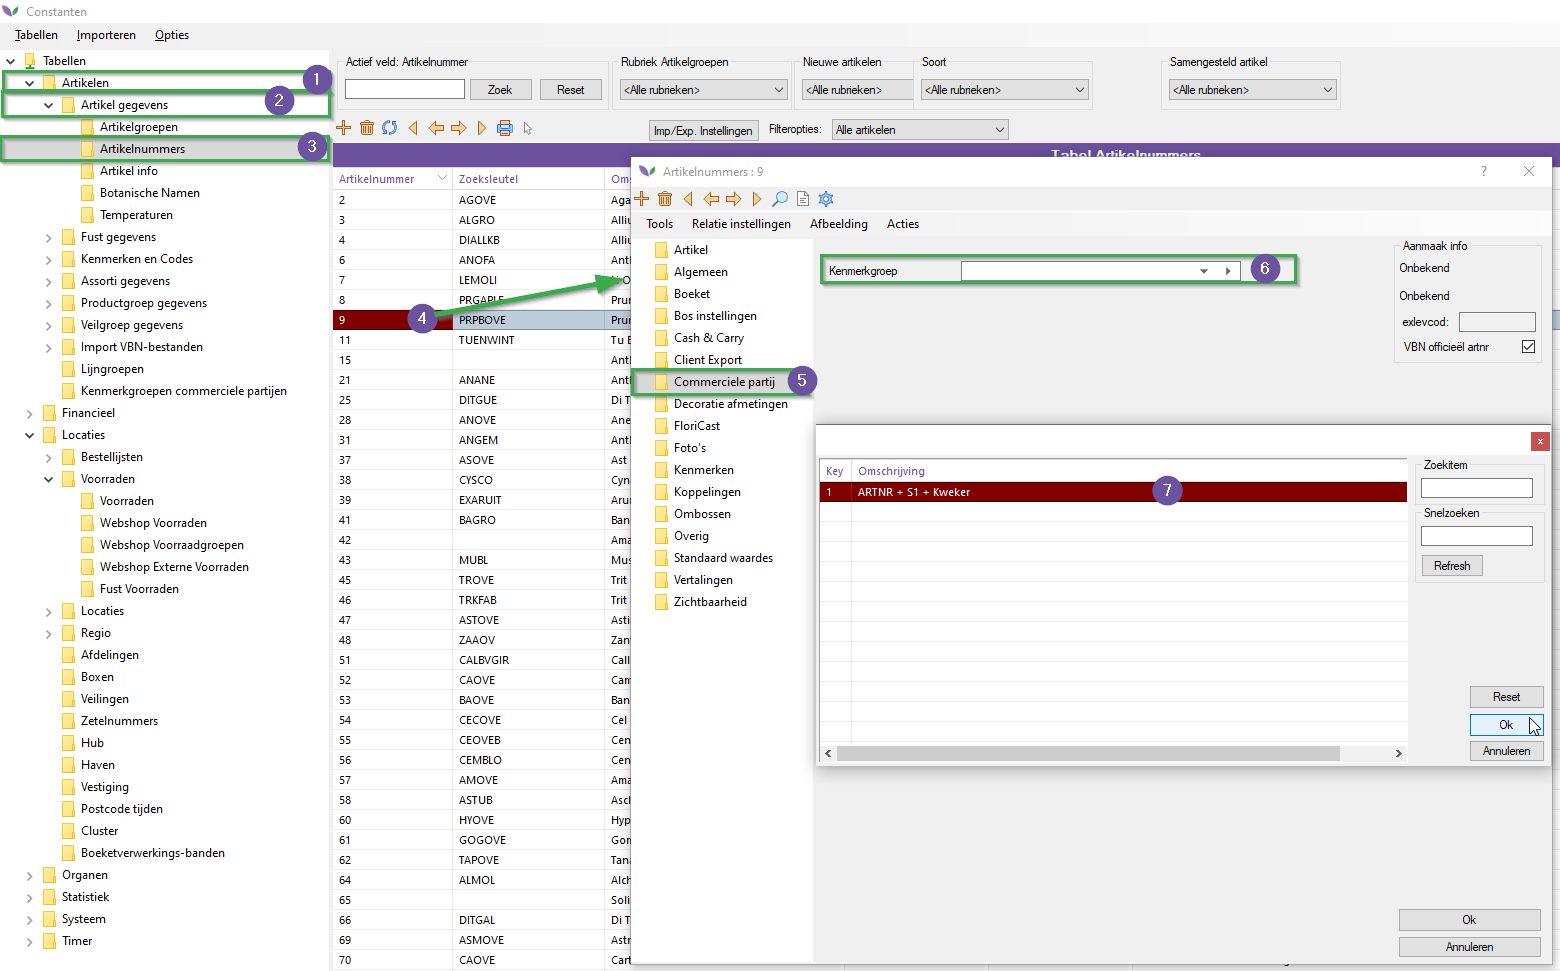 Constanten
Tabellen Importeren Opties
Tabellen
Artikelen
1
Artikel gegevens
2
Artikelgroepen
Artikelnummers
3
Artikel info
Botanische Namen
Temperaturen
Fust gegevens
Kenmerken en Codes
Assorti gegevens
Productgroep gegevens
Veilgroep gegevens
Import VBN-bestanden
Lijngroepen
Kenmerkgroepen commerciele partijen
Financieel
Locaties
Bestellijsten
Voorraden
Voorraden
Webshop Voorraden
Webshop Voorraadgroepen
Webshop Externe Voorraden
Fust Voorraden
Locaties
Regio
Afdelingen
Boxen
Veilingen
Zetelnummers
Hub
Haven
Vestiging
Postcode tijden
Cluster
Boeketverwerkings-banden
Organen
Statistiek
Systeem
Timer
Actief veld: Artikelnummer
Zoek Reset
Rubriek Artikelgroepen
<Alle rubrieken>
Nieuwe artikelen
<Alle rubrieken>
Soort
<Alle rubrieken>
Samengesteld artikel
<Alle rubrieken>
Imp/Exp. Instellingen Filteropties: Alle artikelen
Tabel Artikelnummers
Artikelnummer Zoeksleutel Oms
2 AGOVE Aga
3 ALGRO Alliu
4 DIALLKB Alliu
6 ANOFA Antl
7 LEMOLI
8 PRGAPLE Prur
9 4 PRPBOVE Prur
11 TUENWINT Tu E
15 Antl
21 ANANE Antl
25 DITGUE Di T
28 ANOVE Ane
31 ANGEM Antl
37 ASOVE Ast
38 CYSCO Cyna
39 EXARUIT Arur
41 BAGRO Ban
42 Ama
43 MUBL Mus
45 TROVE Trit
46 TRKFAB Trit
47 ASTOVE Asti
48 ZAAOV Zan
51 CALBVGIR Call
52 CAOVE Cam
53 BAOVE Ban
54 CECOVE Cel
55 CEOVEB Cen
56 CEMBLO Cen
57 AMOVE Ama
58 ASTUB Ascl
60 HYOVE Hyp
61 GOGOVE Gon
62 TAPOVE Tana
64 ALMOL Alch
65 Soli
66 DITGAL Di T
69 ASMOVE Astr
70 CAOVE Cart
Artikelnummers : 9
Tools Relatie instellingen Afbeelding Acties
Artikel
Algemeen
Boeket
Bos instellingen
Cash & Carry
Client Export
Commerciele partij
5
Decoratie afmetingen
FloriCast
Foto's
Kenmerken
Koppelingen
Ombossen
Overig
Standaard waardes
Vertalingen
Zichtbaarheid
Kenmerkgroep
6
Aanmaak info
Onbekend
Onbekend
exlevcod:
VBN officieël artnr
Key Omschrijving
1 ARTNR + S1 + Kweker
7
Zoekitem
Snelzoeken
Refresh
Reset
Ok
Annuleren
Ok
Annuleren